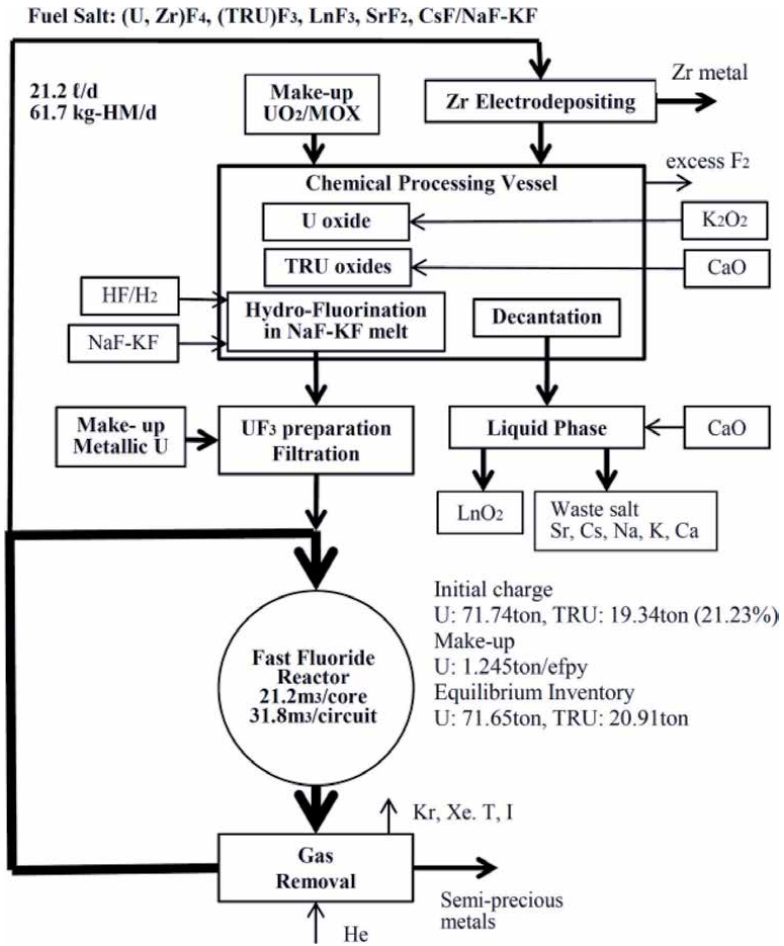 Fuel Salt: (U, Zr)F4, (TRU)F3, LnF3, SrF2, CsF/NaF-KF
21.2 ℓ/d
61.7 kg-HM/d
Make-up
UO2/MOX
Zr Electrodepositing
Zr metal
Chemical Processing Vessel
excess F2
U oxide
K2O2
TRU oxides
CaO
HF/H2
Hydro-Fluorination
in NaF-KF melt
Decantation
NaF-KF
Make- up
Metallic U
UF3 preparation
Filtration
Liquid Phase
CaO
LnO2
Waste salt
Sr, Cs, Na, K, Ca
Initial charge
U: 71.74ton, TRU: 19.34ton (21.23%)
Make-up
U: 1.245ton/efpy
Equilibrium Inventory
U: 71.65ton, TRU: 20.91ton
Fast Fluoride
Reactor
21.2m3/core
31.8m3/circuit
Kr, Xe. T, I
Gas
Removal
Semi-precious
metals
He